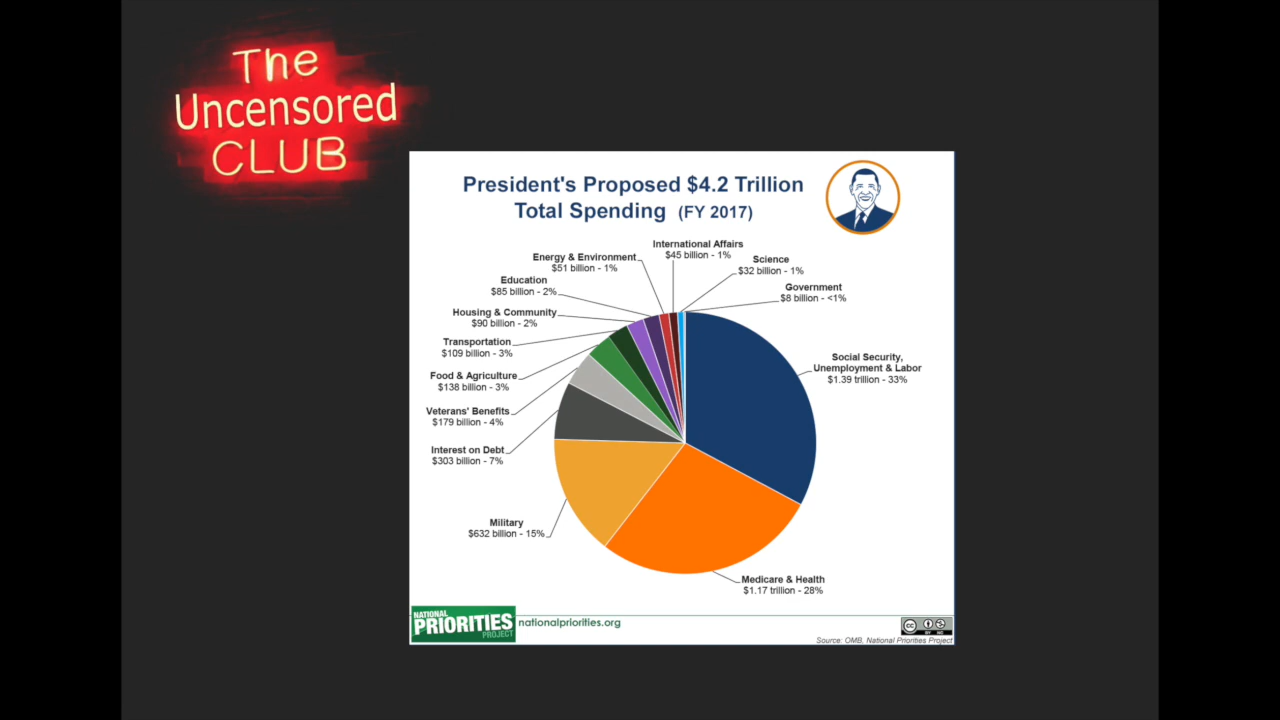 The
Uncensored
CLUB
President's Proposed $4.2 Trillion
Total Spending (FY 2017)
International Affairs
$45 billion - 1%
Energy & Environment
$51 billion - 1%
Science
$32 billion - 1%
Education
$85 billion - 2%
Government
$8 billion - <1%
Housing & Community
$90 billion - 2%
Transportation
$109 billion - 3%
Social Security,
Unemployment & Labor
$1.39 trillion - 33%
Food & Agriculture
$138 billion - 3%
Veterans' Benefits
$179 billion - 4%
Interest on Debt
$303 billion - 7%
Military
$632 billion - 15%
Medicare & Health
$1.17 trillion - 28%
NATIONAL
PRIORITIES
PROJECT
nationalpriorities.org
cc
BY NC
Source: OMB, National Priorities Project